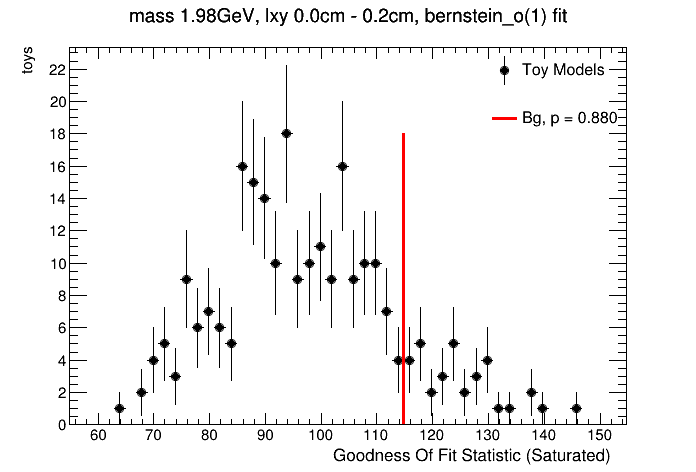 mass 1.98GeV, lxy 0.0cm - 0.2cm, bernstein_o(1) fit
toys
22
20
18
16
14
12
10
8
6
4
2
0
Toy Models
Bg, p = 0.880
60 70 80 90 100 110 120 130 140 150
Goodness Of Fit Statistic (Saturated)